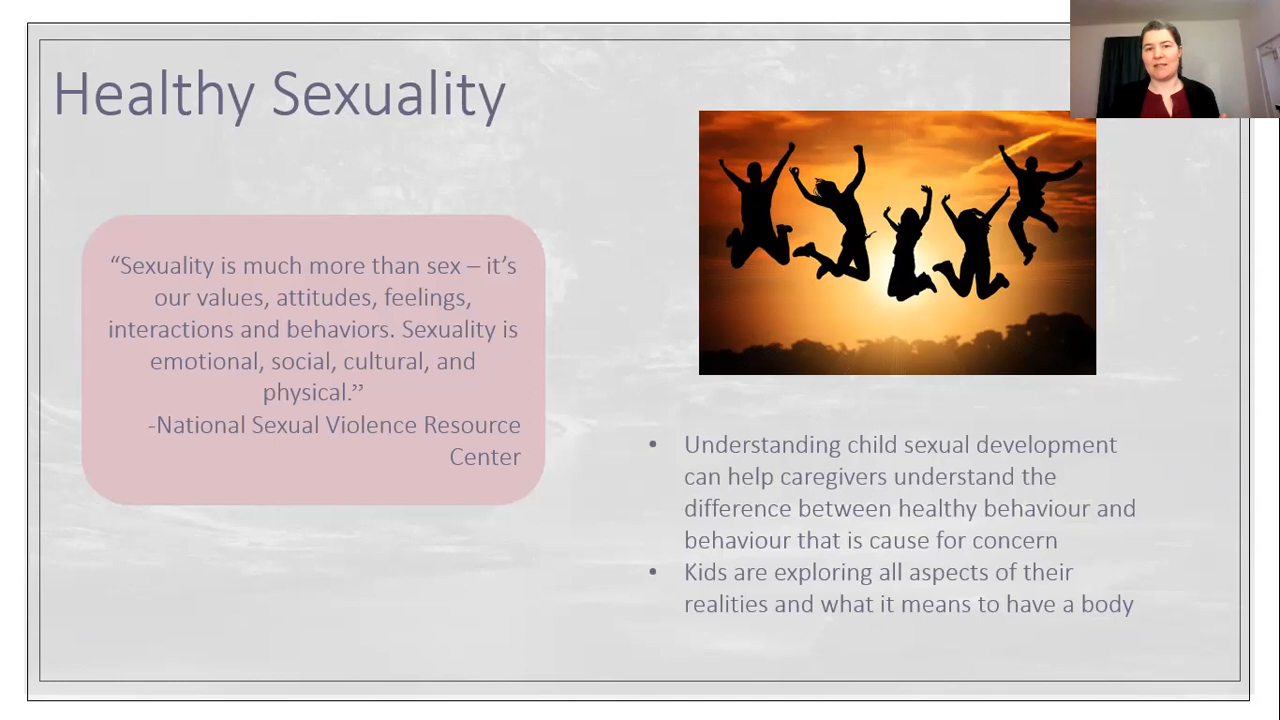 Healthy Sexuality
“Sexuality is much more than sex – it’s
our values, attitudes, feelings,
interactions and behaviors. Sexuality is
emotional, social, cultural, and
physical.”
-National Sexual Violence Resource
Center
• Understanding child sexual development
can help caregivers understand the
difference between healthy behaviour and
behaviour that is cause for concern
• Kids are exploring all aspects of their
realities and what it means to have a body